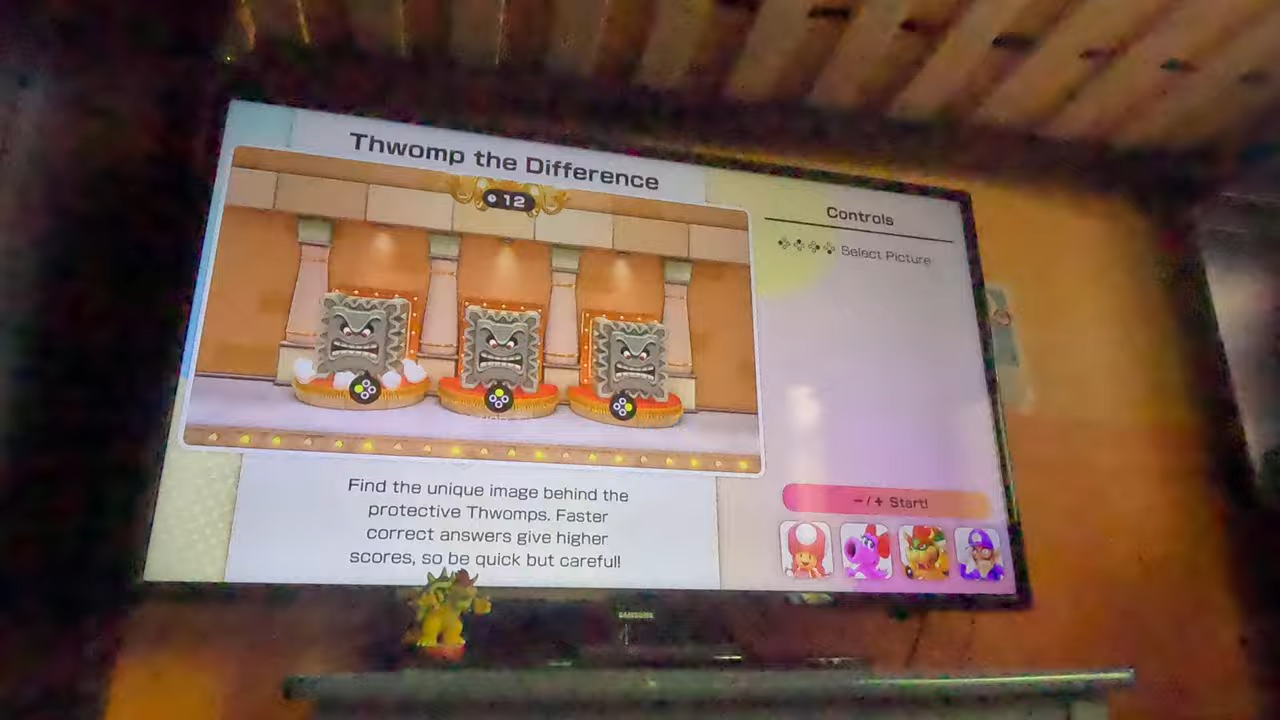 Thwomp the Difference
12
Controls
Select Picture
Find the unique image behind the
protective Thwomps. Faster
correct answers give higher
scores, so be quick but careful!
- / + Start!
SAMSUNG